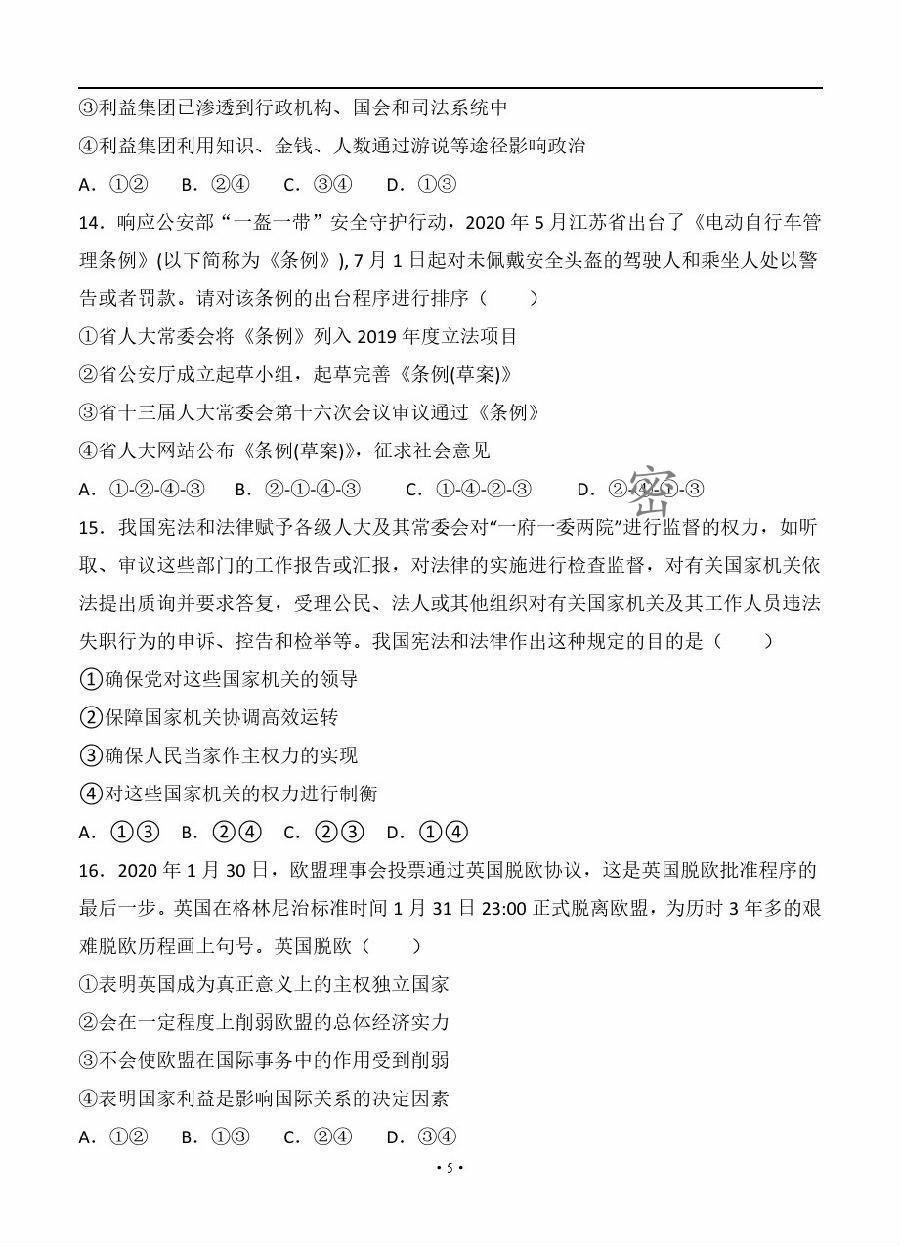 ③利益集团已渗透到行政机构、国会和司法系统中
④利益集团利用知识、金钱、人数通过游说等途径影响政治
A．①② B．②④ C．③④ D．①③
14．响应公安部“一盔一带”安全守护行动，2020 年 5 月江苏省出台了《电动自行车管
理条例》(以下简称为《条例》), 7 月 1 日起对未佩戴安全头盔的驾驶人和乘坐人处以警
告或者罚款。请对该条例的出台程序进行排序（ ）
①省人大常委会将《条例》列入 2019 年度立法项目
②省公安厅成立起草小组，起草完善《条例(草案)》
③省十三届人大常委会第十六次会议审议通过《条例》
④省人大网站公布《条例(草案)》，征求社会意见
A．①-②-④-③ B．②-①-④-③ C．①-④-②-③ D．②-④-①-③
密
15．我国宪法和法律赋予各级人大及其常委会对“一府一委两院”进行监督的权力，如听
取、审议这些部门的工作报告或汇报，对法律的实施进行检查监督，对有关国家机关依
法提出质询并要求答复，受理公民、法人或其他组织对有关国家机关及其工作人员违法
失职行为的申诉、控告和检举等。我国宪法和法律作出这种规定的目的是（ ）
①确保党对这些国家机关的领导
②保障国家机关协调高效运转
③确保人民当家作主权力的实现
④对这些国家机关的权力进行制衡
A．①③ B．②④ C．②③ D．①④
16．2020 年 1 月 30 日，欧盟理事会投票通过英国脱欧协议，这是英国脱欧批准程序的
最后一步。英国在格林尼治标准时间 1 月 31 日 23:00 正式脱离欧盟，为历时 3 年多的艰
难脱欧历程画上句号。英国脱欧（ ）
①表明英国成为真正意义上的主权独立国家
②会在一定程度上削弱欧盟的总体经济实力
③不会使欧盟在国际事务中的作用受到削弱
④表明国家利益是影响国际关系的决定因素
A．①② B．①③ C．②④ D．③④
• 5 •